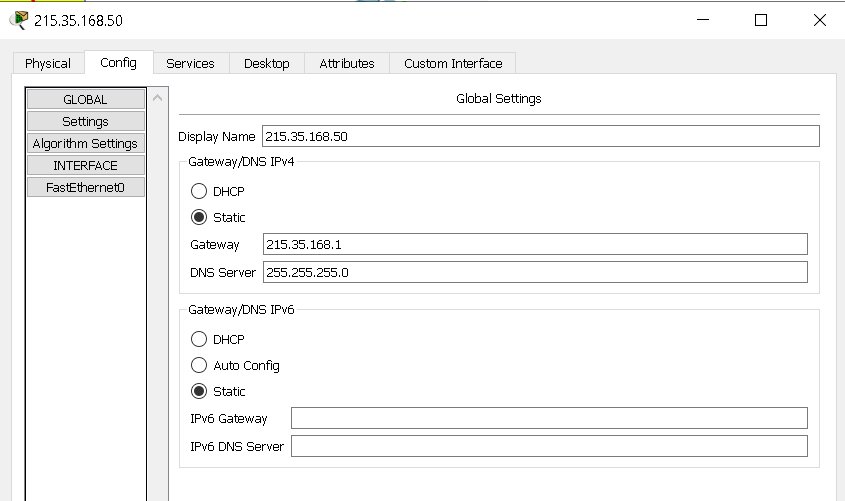 215.35.168.50
Physical Config Services Desktop Attributes Custom Interface
GLOBAL
Settings
Algorithm Settings
INTERFACE
FastEthernet0
Global Settings
Display Name 215.35.168.50
Gateway/DNS IPv4
DHCP
Static
Gateway 215.35.168.1
DNS Server 255.255.255.0
Gateway/DNS IPv6
DHCP
Auto Config
Static
IPv6 Gateway
IPv6 DNS Server